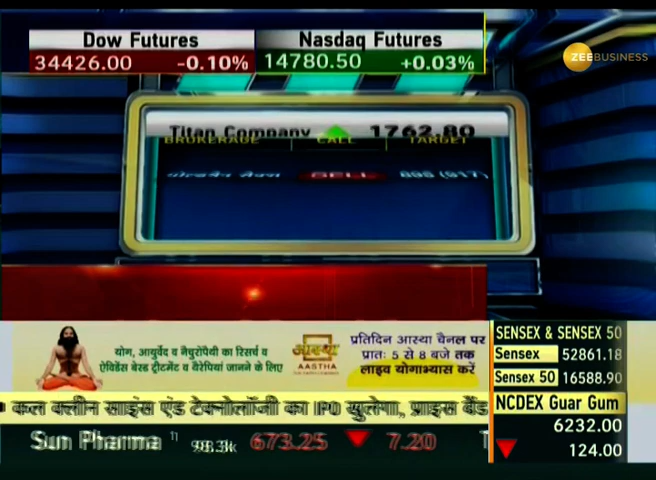 Dow Futures
34426.00 -0.10%
Nasdaq Futures
14780.50 +0.03%
ZEEBUSINESS
Titan Company 1762.80
BROKERAGE CALL TARGET
SELL
योग, आयुर्वेद व नैचुरोपैथी का रिसर्च व
ऐविडेंस बेस्ड ट्रीटमेंट व थैरेपियां जानने के लिए
आस्था
AASTHA
प्रतिदिन आस्था चैनल पर
प्रातः 5 से 8 बजे तक
लाइव योगाभ्यास करें
कल क्लीन साइंस एंड टेक्नोलॉजी का IPO खुलेगा, प्राइस बैंड
Sun Pharma 98.3k 673.25 7.20
SENSEX & SENSEX 50
Sensex 52861.18
Sensex 50 16588.90
NCDEX Guar Gum
6232.00
124.00